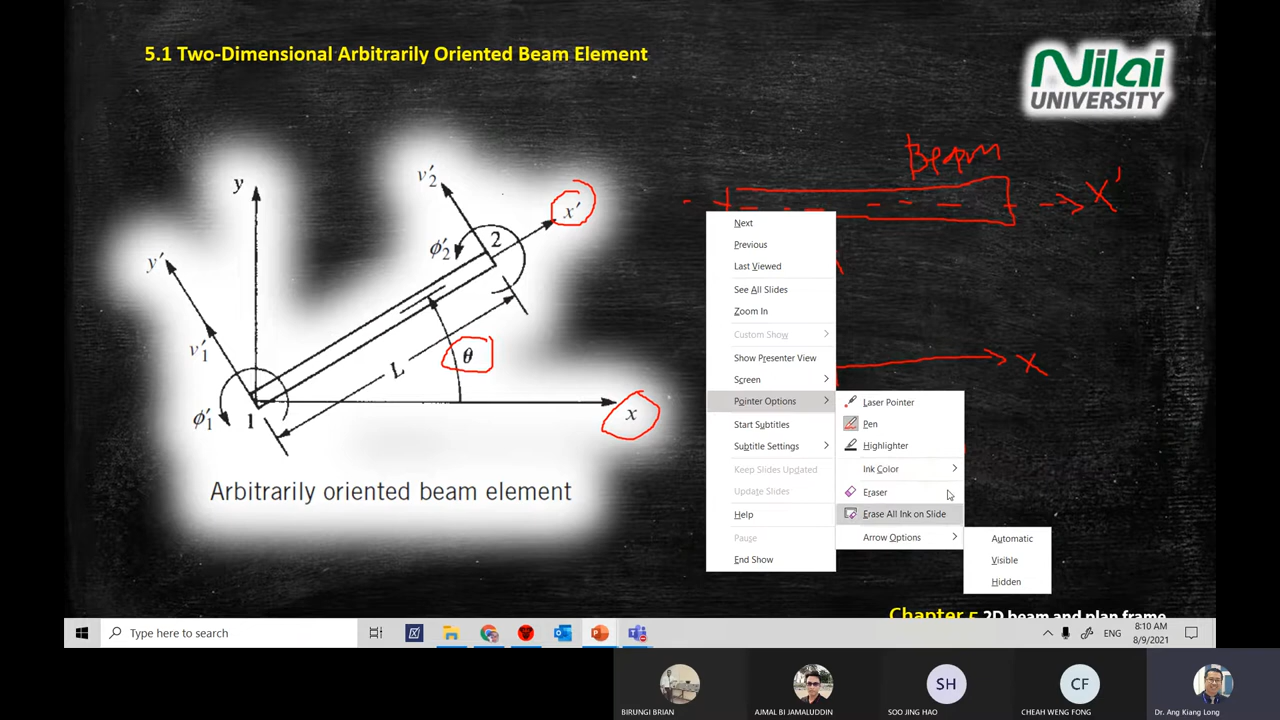 5.1 Two-Dimensional Arbitrarily Oriented Beam Element
Nilai
UNIVERSITY
Beam
x'
y
v'2
x'
2
ϕ'2
y'
v'1
θ
L
ϕ'1
1
x
x
Arbitrarily oriented beam element
Next
Previous
Last Viewed
See All Slides
Zoom In
Custom Show
Show Presenter View
Screen
Pointer Options
Start Subtitles
Subtitle Settings
Keep Slides Updated
Update Slides
Help
Pause
End Show
Laser Pointer
Pen
Highlighter
Ink Color
Eraser
Erase All Ink on Slide
Arrow Options
Automatic
Visible
Hidden
Chapter 5 2D beam and plan frame
Type here to search
ENG
8:10 AM
8/9/2021
BIRUNGI BRIAN
AJMAL BI JAMALUDDIN
SH
SOO JING HAO
CF
CHEAH WENG FONG
Dr. Ang Kiang Long